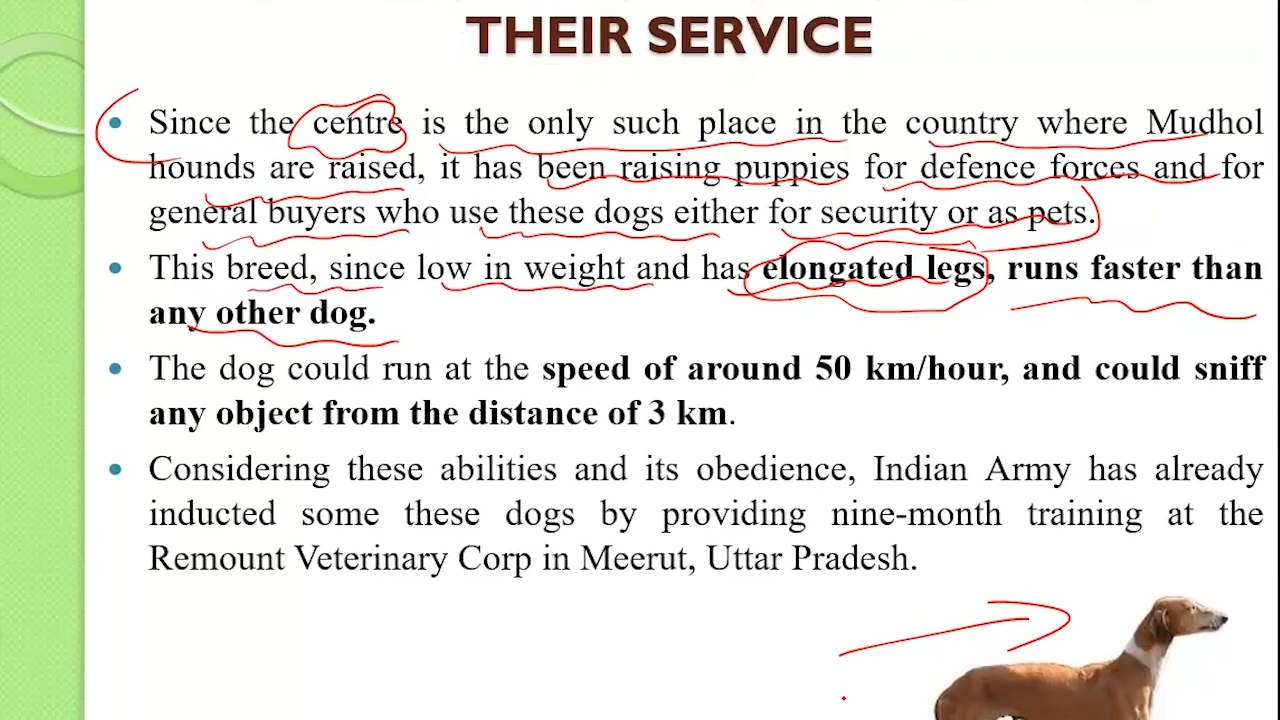 THEIR SERVICE
• Since the centre is the only such place in the country where Mudhol
hounds are raised, it has been raising puppies for defence forces and for
general buyers who use these dogs either for security or as pets.
• This breed, since low in weight and has elongated legs, runs faster than
any other dog.
• The dog could run at the speed of around 50 km/hour, and could sniff
any object from the distance of 3 km.
• Considering these abilities and its obedience, Indian Army has already
inducted some these dogs by providing nine-month training at the
Remount Veterinary Corp in Meerut, Uttar Pradesh.